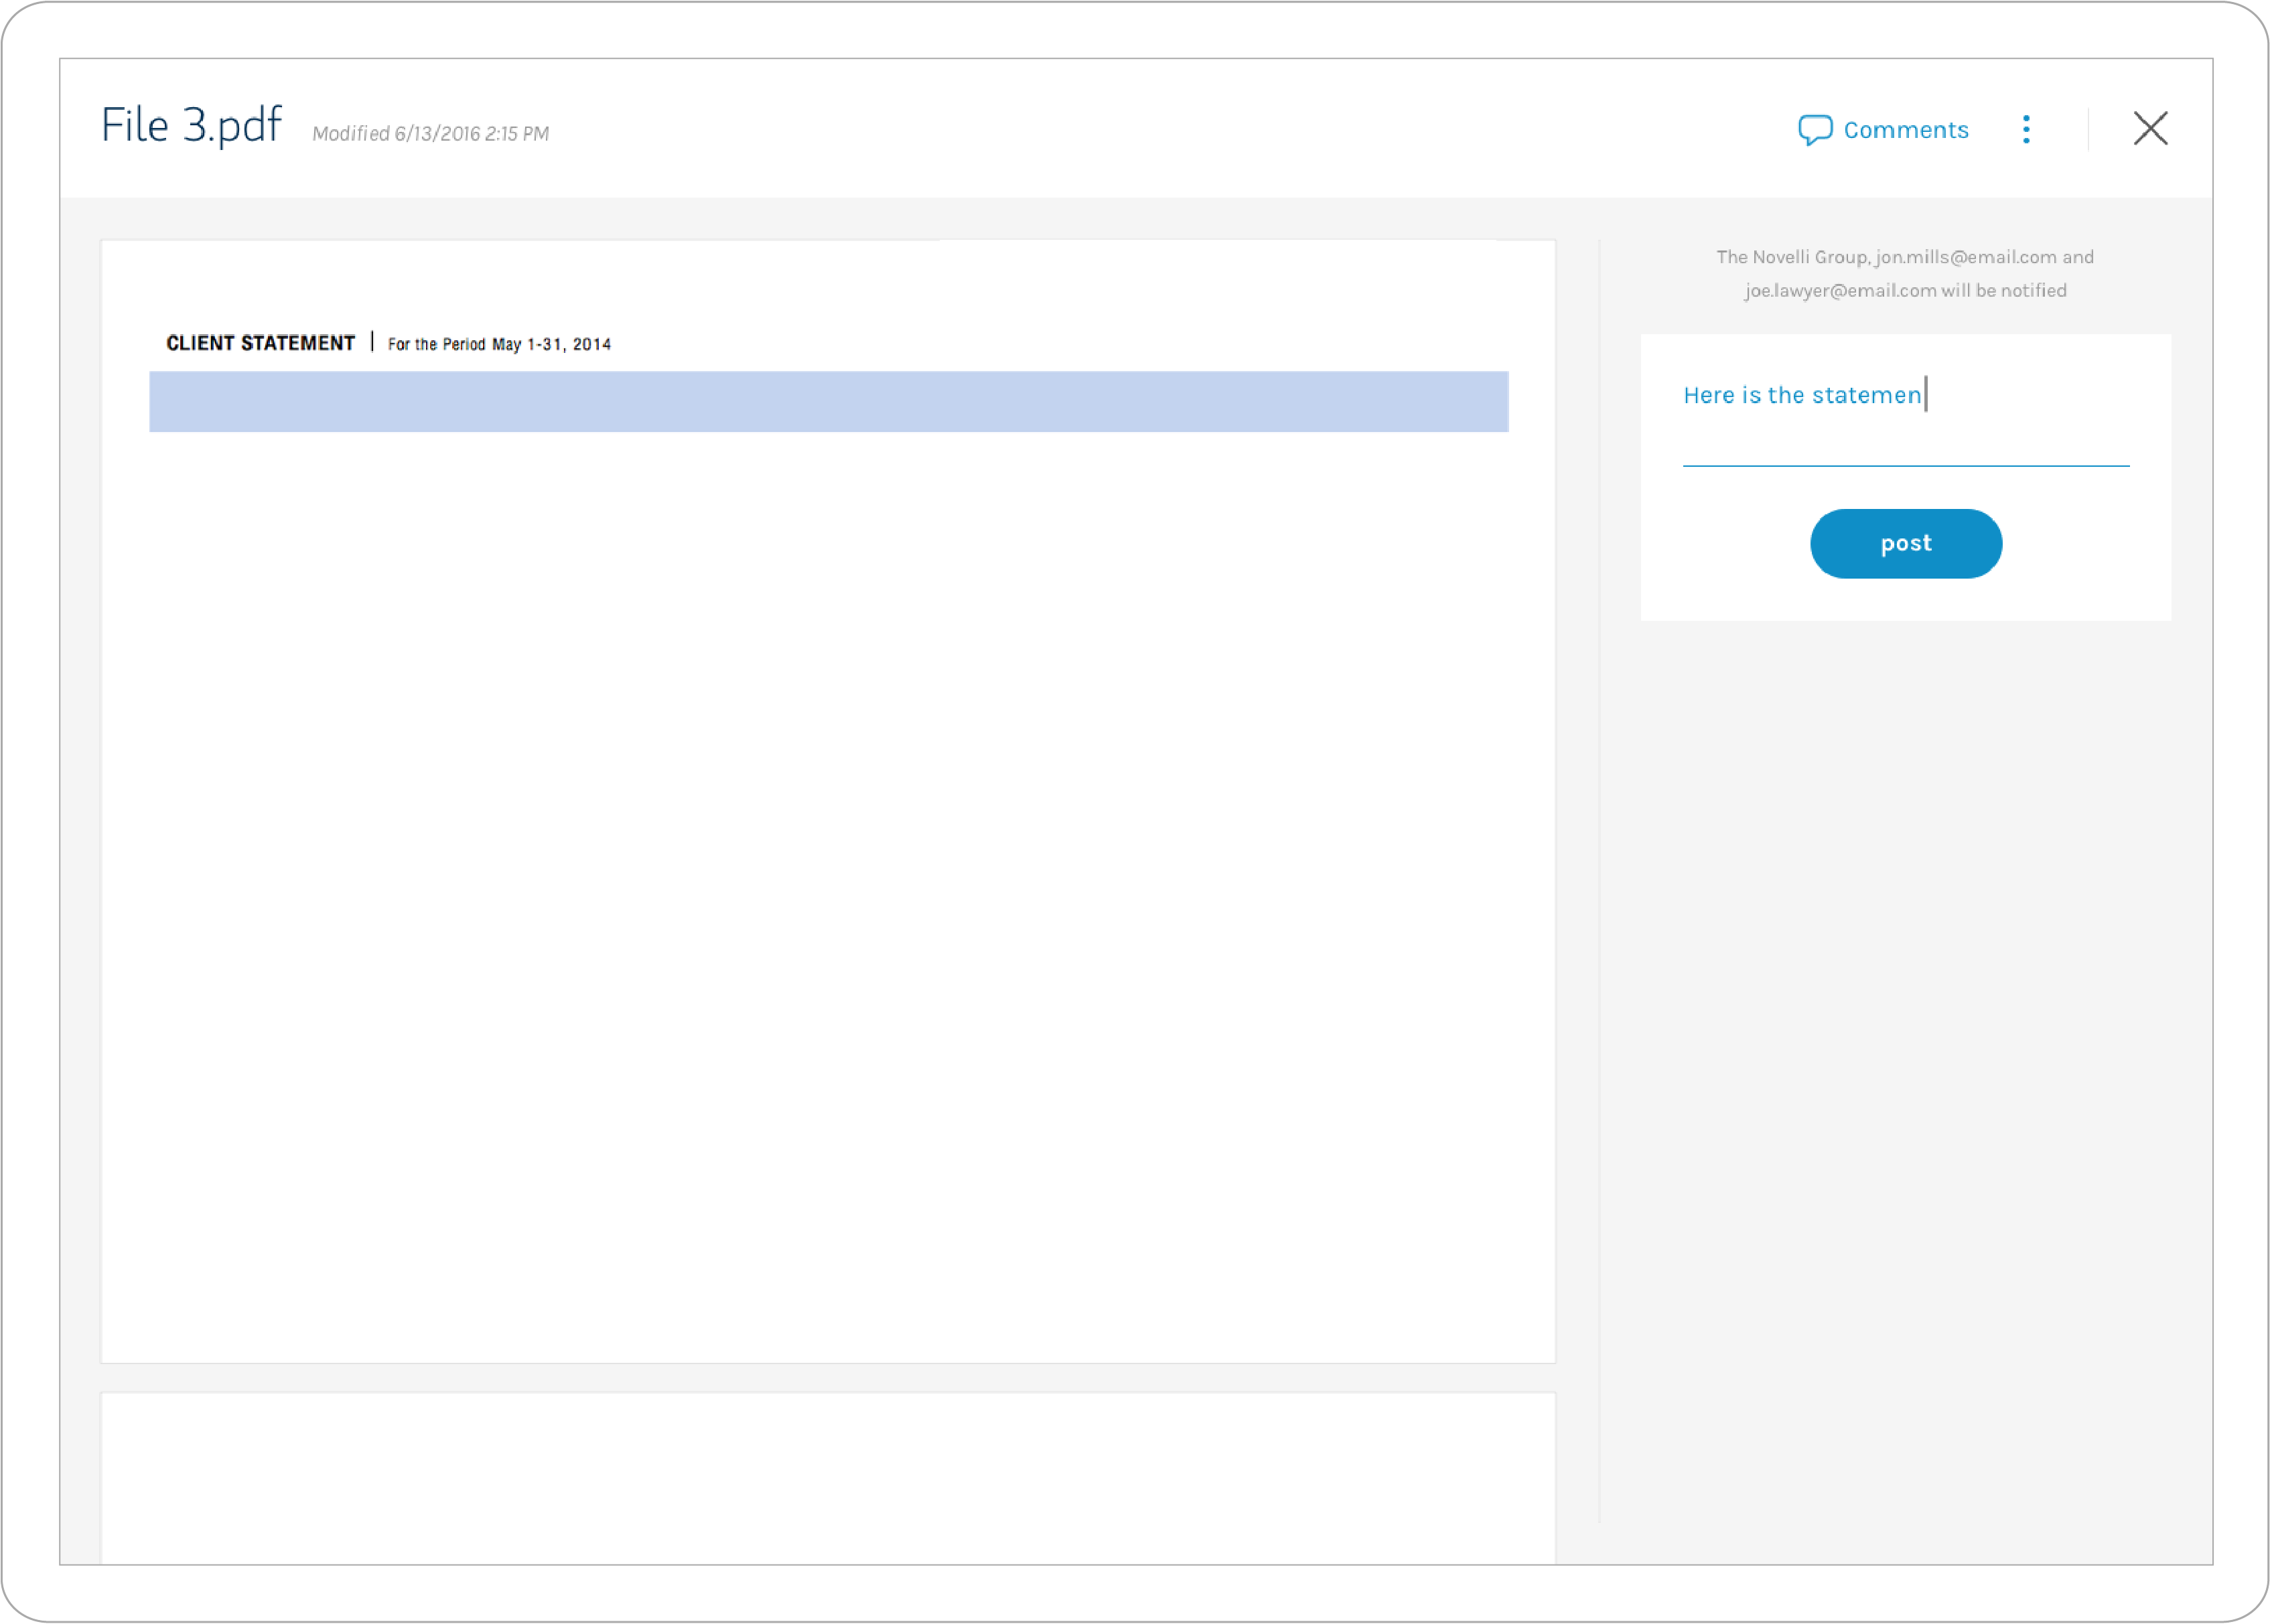 File 3.pdf Modified 6/13/2016 2:15 PM
Comments
The Novelli Group, jon.mills@email.com and
joe.lawyer@email.com will be notified
CLIENT STATEMENT | For the Period May 1-31, 2014
Here is the statemen
post